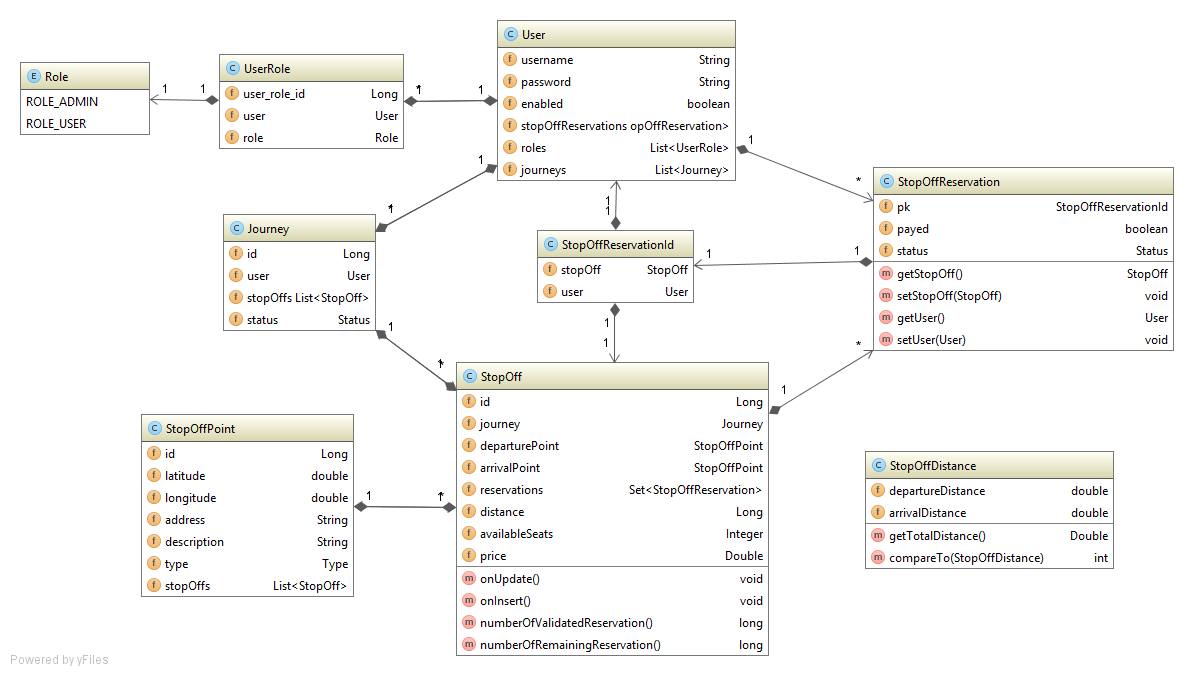 C User
f username String
f password String
f enabled boolean
f stopOffReservations opOffReservation>
f roles List<UserRole>
f journeys List<Journey>
E Role
ROLE_ADMIN
ROLE_USER
C UserRole
f user_role_id Long
f user User
f role Role
1
1
*1
1
1
*
1
*1
C StopOffReservation
f pk StopOffReservationId
f payed boolean
f status Status
m getStopOff() StopOff
m setStopOff(StopOff) void
m getUser() User
m setUser(User) void
C Journey
f id Long
f user User
f stopOffs List<StopOff>
f status Status
1
1
C StopOffReservationId
f stopOff StopOff
f user User
1
1
1
1
1
*1
*
1
C StopOff
f id Long
f journey Journey
f departurePoint StopOffPoint
f arrivalPoint StopOffPoint
f reservations Set<StopOffReservation>
f distance Long
f availableSeats Integer
f price Double
m onUpdate() void
m onInsert() void
m numberOfValidatedReservation() long
m numberOfRemainingReservation() long
C StopOffPoint
f id Long
f latitude double
f longitude double
f address String
f description String
f type Type
f stopOffs List<StopOff>
1
*1
C StopOffDistance
f departureDistance double
f arrivalDistance double
m getTotalDistance() Double
m compareTo(StopOffDistance) int
Powered by yFiles